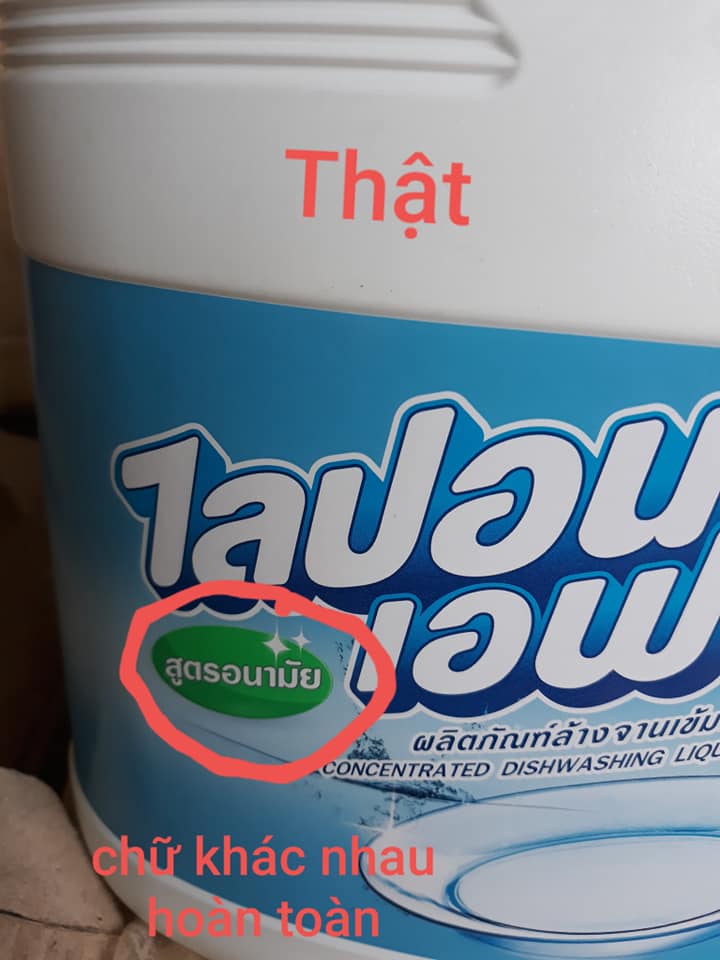 Thật
ไลปอน
เอฟ
สูตรอนามัย
ผลิตภัณฑ์ล้างจานเข้ม
CONCENTRATED DISHWASHING
chữ khác nhau
hoàn toàn